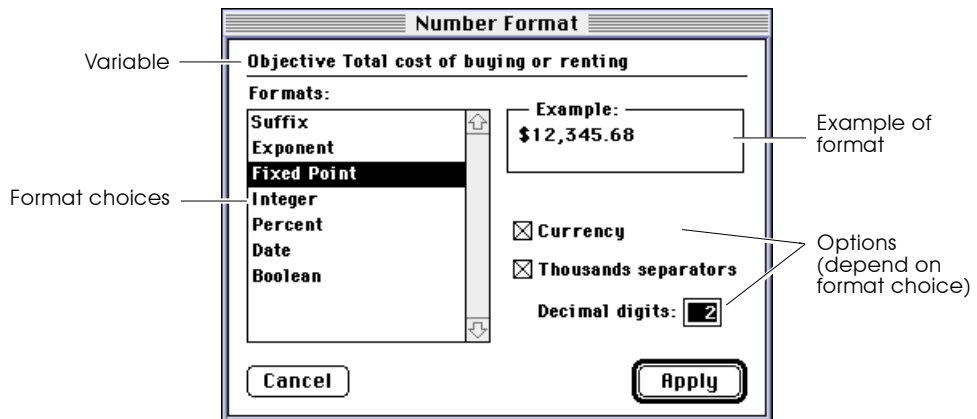 Number Format
Variable
Objective Total cost of buying or renting
Formats:
Suffix
Exponent
Fixed Point
Integer
Percent
Date
Boolean
Format choices
Example:
$12,345.68
Example of
format
Currency
Thousands separators
Decimal digits: 2
Options
(depend on
format choice)
Cancel
Apply